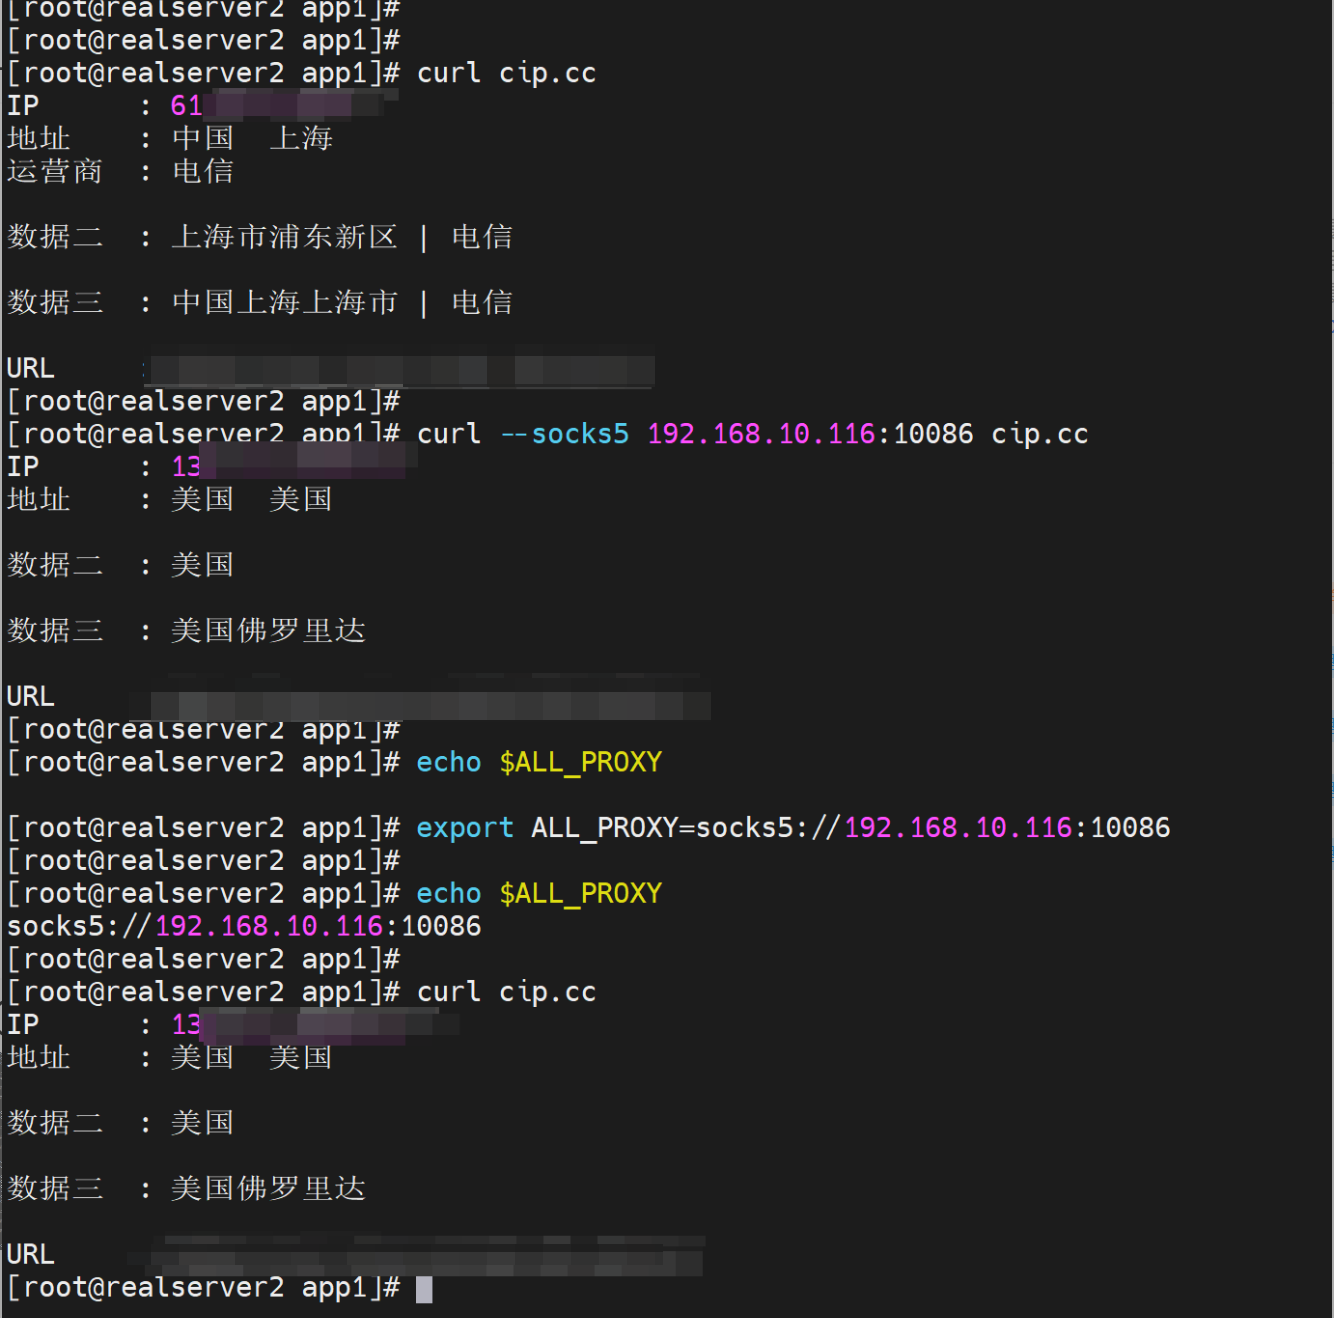 [root@realserver2 app1]#
[root@realserver2 app1]#
[root@realserver2 app1]# curl cip.cc
IP : 61
地址 : 中国 上海
运营商 : 电信
数据二 : 上海市浦东新区 | 电信
数据三 : 中国上海上海市 | 电信
URL :
[root@realserver2 app1]#
[root@realserver2 app1]# curl --socks5 192.168.10.116:10086 cip.cc
IP : 13
地址 : 美国 美国
数据二 : 美国
数据三 : 美国佛罗里达
URL
[root@realserver2 app1]#
[root@realserver2 app1]# echo $ALL_PROXY
[root@realserver2 app1]# export ALL_PROXY=socks5://192.168.10.116:10086
[root@realserver2 app1]#
[root@realserver2 app1]# echo $ALL_PROXY
socks5://192.168.10.116:10086
[root@realserver2 app1]#
[root@realserver2 app1]# curl cip.cc
IP : 13
地址 : 美国 美国
数据二 : 美国
数据三 : 美国佛罗里达
URL
[root@realserver2 app1]#